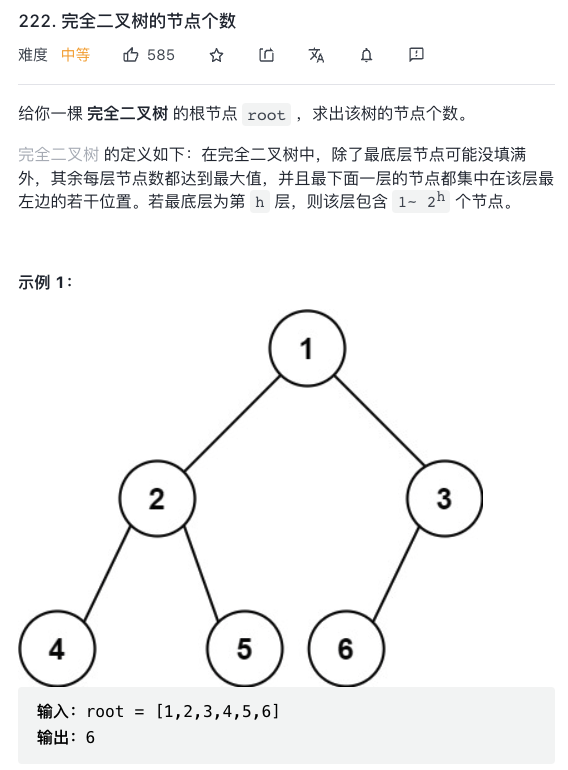 222. 完全二叉树的节点个数
难度 中等 585
给你一棵 完全二叉树 的根节点 root ，求出该树的节点个数。
完全二叉树 的定义如下：在完全二叉树中，除了最底层节点可能没填满
外，其余每层节点数都达到最大值，并且最下面一层的节点都集中在该层最
左边的若干位置。若最底层为第 h 层，则该层包含 1~ 2^h 个节点。
示例 1：
1
2 3
4 5 6
输入：root = [1,2,3,4,5,6]
输出：6